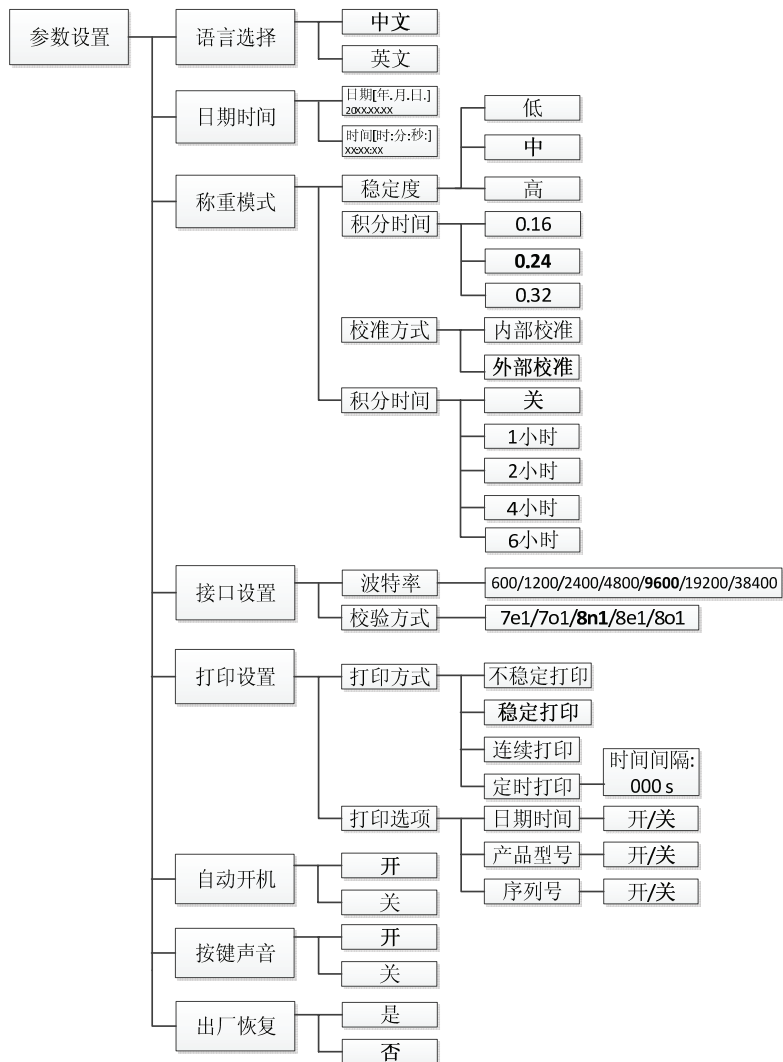 参数设置
语言选择
中文
英文
日期时间
日期[年.月.日.]
20XX.XX.XX
时间[时:分:秒:]
XX:XX:XX
称重模式
稳定度
低
中
高
积分时间
0.16
0.24
0.32
校准方式
内部校准
外部校准
积分时间
关
1小时
2小时
4小时
6小时
接口设置
波特率
600/1200/2400/4800/9600/19200/38400
校验方式
7e1/7o1/8n1/8e1/8o1
打印设置
打印方式
不稳定打印
稳定打印
连续打印
定时打印
时间间隔:
000 s
打印选项
日期时间
开/关
产品型号
开/关
序列号
开/关
自动开机
开
关
按键声音
开
关
出厂恢复
是
否